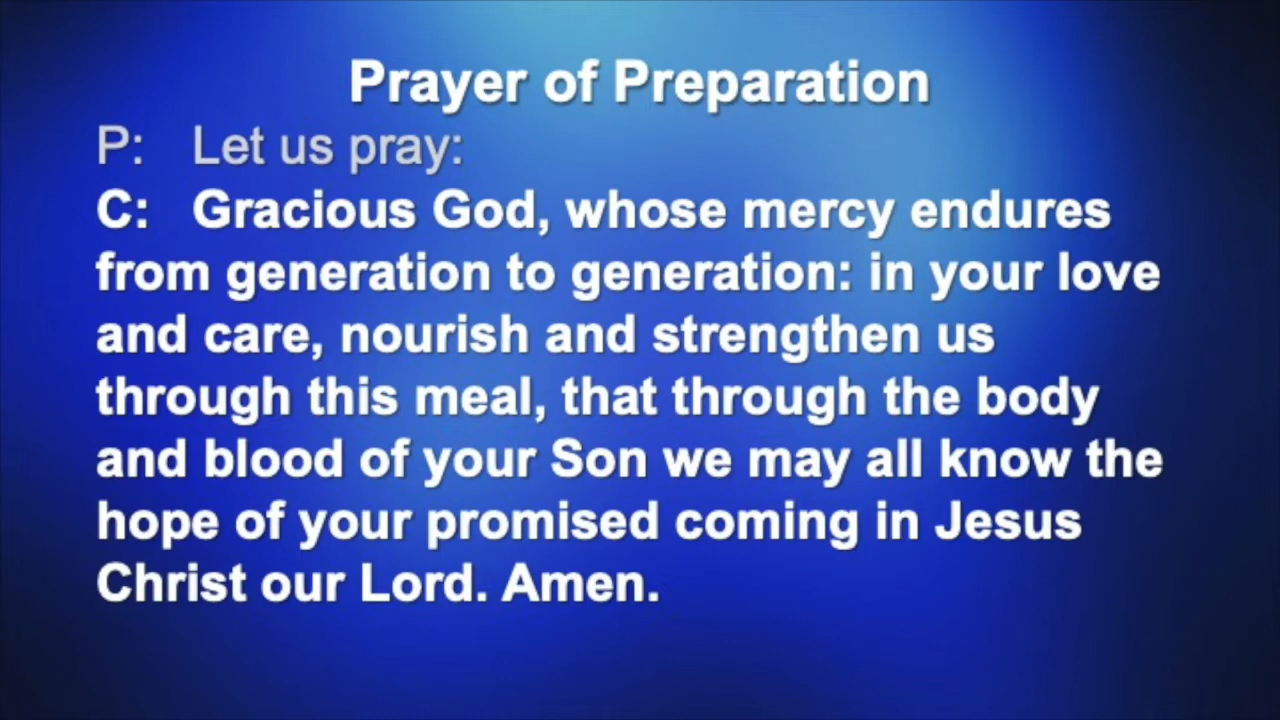 Prayer of Preparation
P: Let us pray:
C: Gracious God, whose mercy endures
from generation to generation: in your love
and care, nourish and strengthen us
through this meal, that through the body
and blood of your Son we may all know the
hope of your promised coming in Jesus
Christ our Lord. Amen.